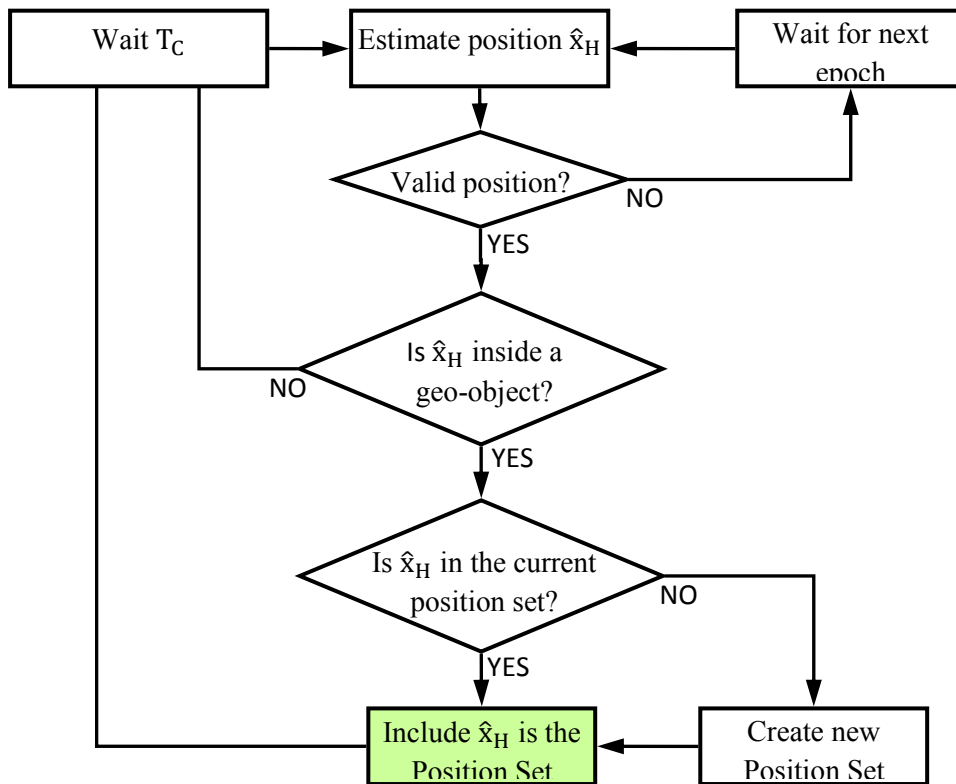 Wait T_C
Estimate position x̂_H
Wait for next
epoch
Valid position?
NO
YES
Is x̂_H inside a
geo-object?
NO
YES
Is x̂_H in the current
position set?
NO
YES
Include x̂_H is the
Position Set
Create new
Position Set